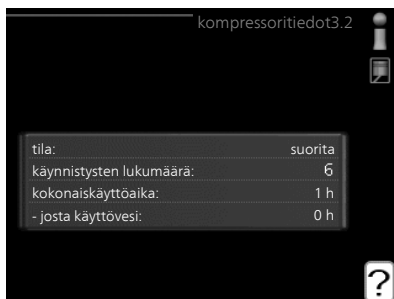 kompressoritiedot3.2
tila: suorita
käynnistysten lukumäärä: 6
kokonaiskäyttöaika: 1 h
- josta käyttövesi: 0 h
?